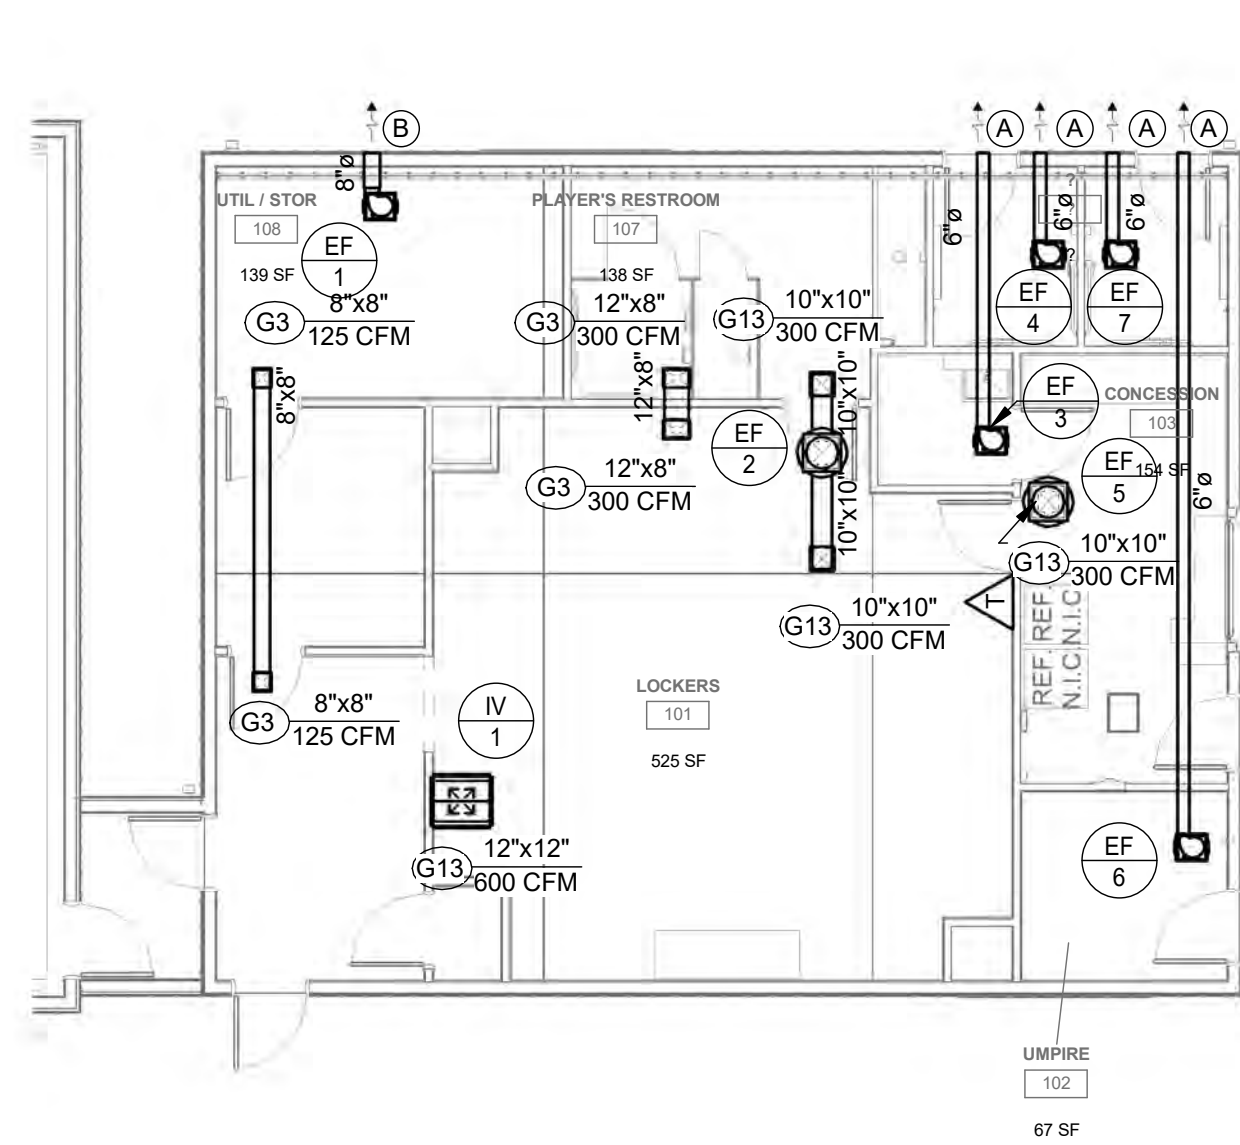 B
A
A
A
A
8"ø
6"ø
6"ø
6"ø
?
UTIL / STOR
108
139 SF
EF
1
PLAYER'S RESTROOM
107
138 SF
?
EF
4
EF
7
G3
8"x8"
125 CFM
G3
12"x8"
300 CFM
G13
10"x10"
300 CFM
8"x8"
12"x8"
10"x10"
EF
3
CONCESSION
103
154 SF
EF
2
EF
5
6"ø
G3
12"x8"
300 CFM
10"x10"
G13
10"x10"
300 CFM
T
REF. REF.
N.I.C. N.I.C.
G13
10"x10"
300 CFM
LOCKERS
101
525 SF
G3
8"x8"
125 CFM
IV
1
G13
12"x12"
600 CFM
EF
6
UMPIRE
102
67 SF